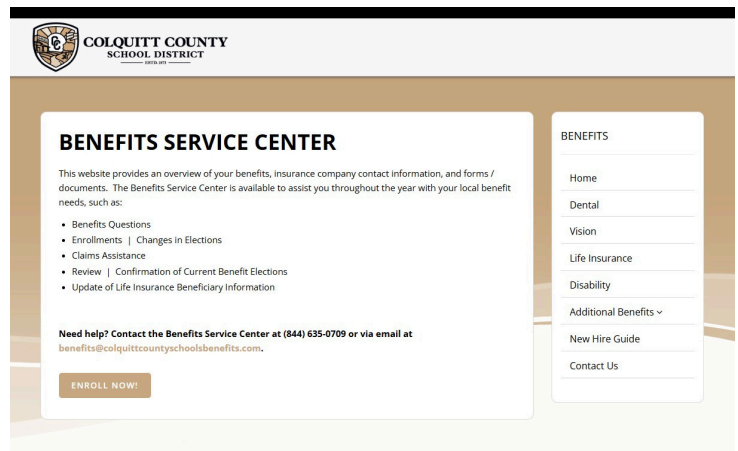 CC
COLQUITT COUNTY
SCHOOL DISTRICT
BENEFITS SERVICE CENTER
This website provides an overview of your benefits, insurance company contact information, and forms /
documents. The Benefits Service Center is available to assist you throughout the year with your local benefit
needs, such as:
• Benefits Questions
• Enrollments | Changes in Elections
• Claims Assistance
• Review | Confirmation of Current Benefit Elections
• Update of Life Insurance Beneficiary Information
Need help? Contact the Benefits Service Center at (844) 635-0709 or via email at
benefits@colquittcountyschoolsbenefits.com.
ENROLL NOW!
BENEFITS
Home
Dental
Vision
Life Insurance
Disability
Additional Benefits
New Hire Guide
Contact Us